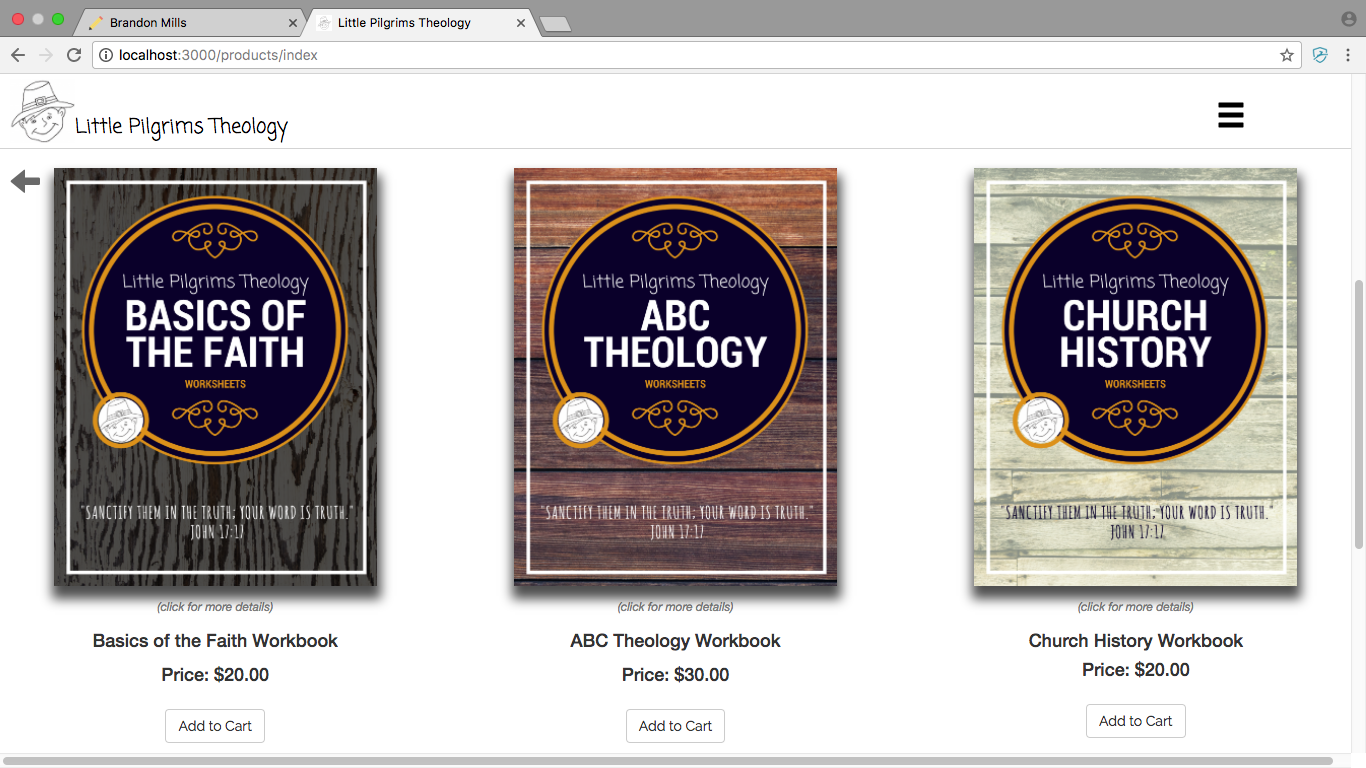 Brandon Mills
Little Pilgrims Theology
localhost:3000/products/index
Little Pilgrims Theology
Little Pilgrims Theology
BASICS OF
THE FAITH
WORKSHEETS
"SANCTIFY THEM IN THE TRUTH; YOUR WORD IS TRUTH."
JOHN 17:17
(click for more details)
Basics of the Faith Workbook
Price: $20.00
Add to Cart
Little Pilgrims Theology
ABC
THEOLOGY
WORKSHEETS
"SANCTIFY THEM IN THE TRUTH; YOUR WORD IS TRUTH."
JOHN 17:17
(click for more details)
ABC Theology Workbook
Price: $30.00
Add to Cart
Little Pilgrims Theology
CHURCH
HISTORY
WORKSHEETS
"SANCTIFY THEM IN THE TRUTH; YOUR WORD IS TRUTH."
JOHN 17:17
(click for more details)
Church History Workbook
Price: $20.00
Add to Cart